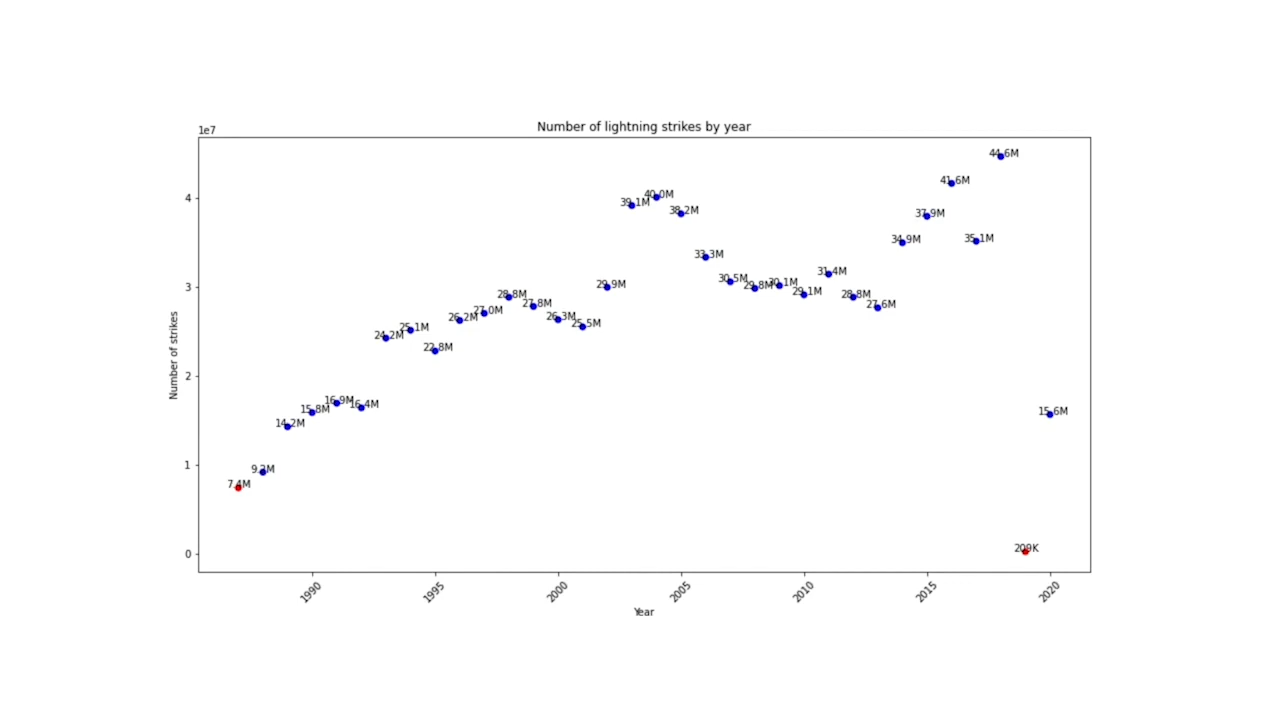 Number of lightning strikes by year
1e7
44.6M
41.6M
40.0M
39.1M
38.2M
37.9M
34.9M
35.1M
33.3M
31.4M
30.5M
29.8M
30.1M
29.1M
28.8M
27.6M
29.9M
28.8M
27.8M
27.0M
26.2M
26.3M
25.5M
25.1M
24.2M
22.8M
16.9M
16.4M
15.8M
15.6M
14.2M
9.2M
7.4M
209K
4
3
2
1
0
Number of strikes
1990
1995
2000
2005
2010
2015
2020
Year